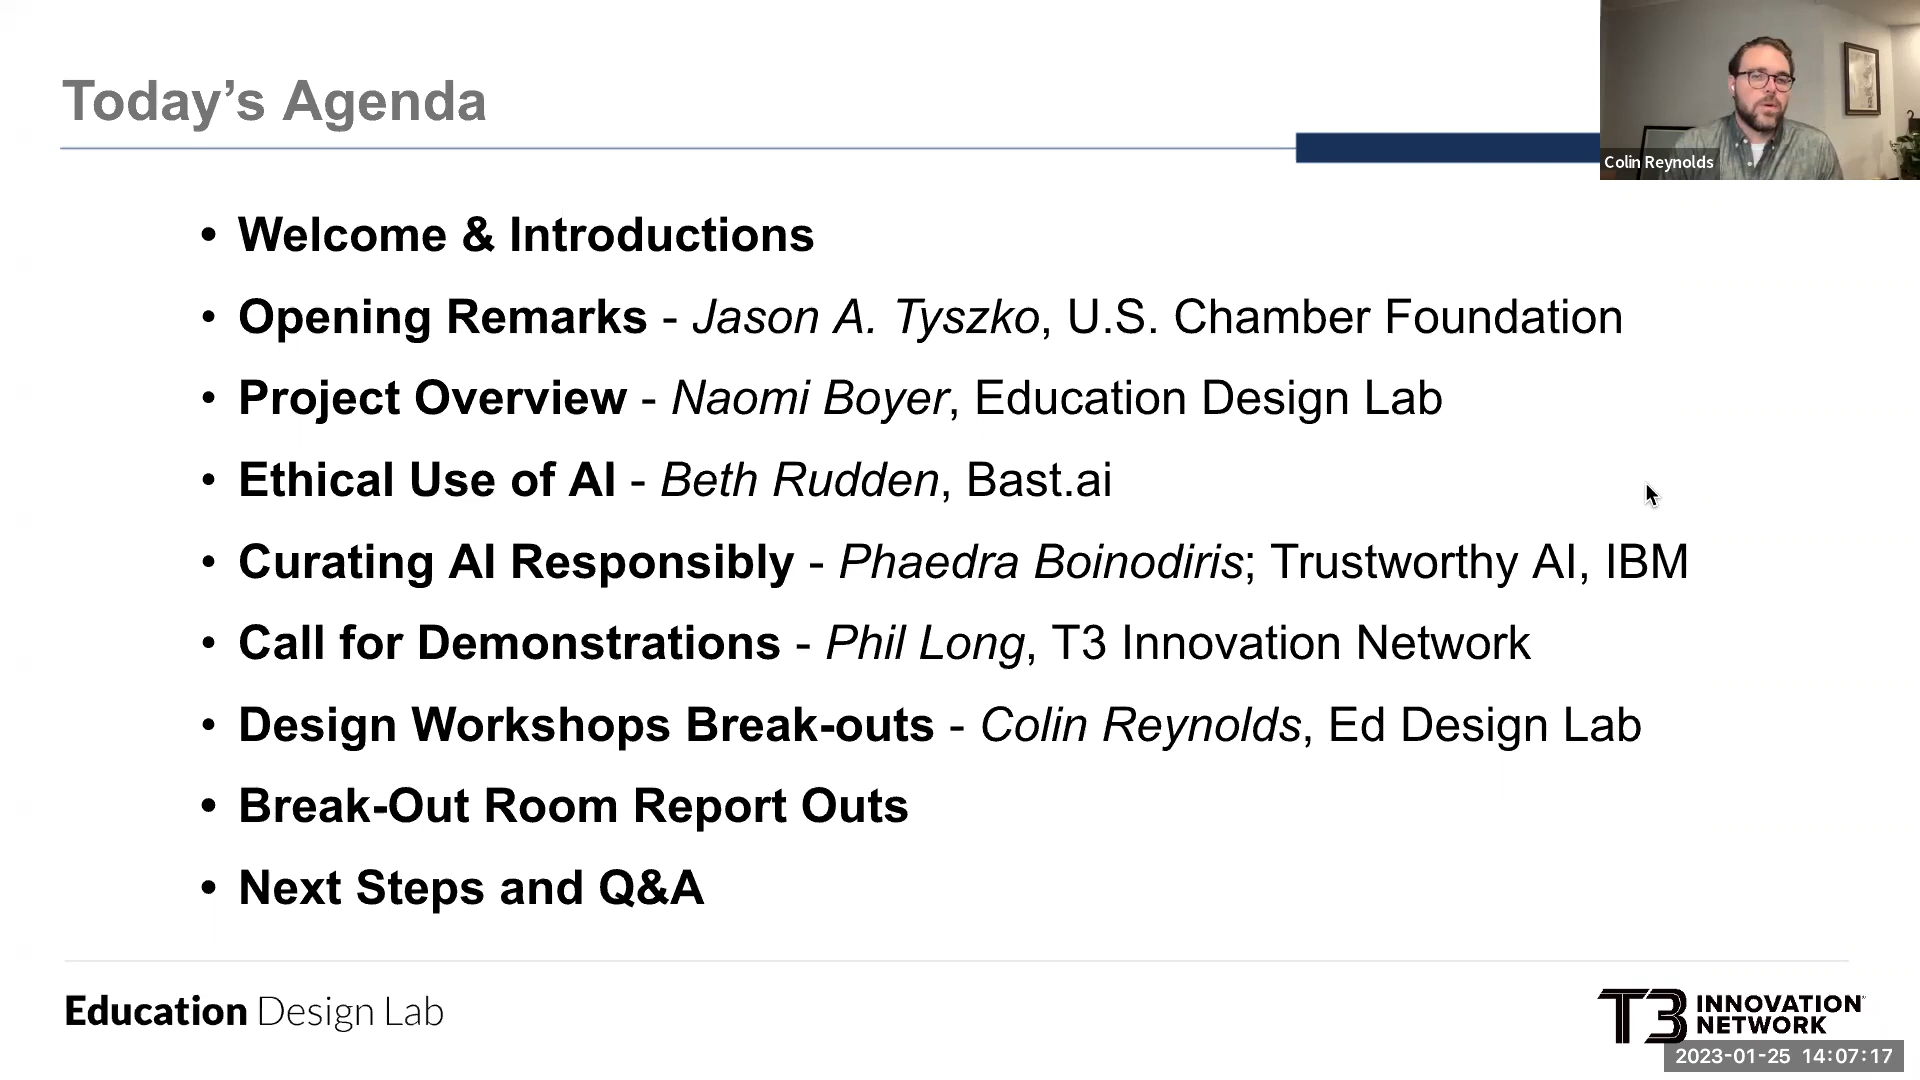 Today’s Agenda
Colin Reynolds
• Welcome & Introductions
• Opening Remarks - Jason A. Tyszko, U.S. Chamber Foundation
• Project Overview - Naomi Boyer, Education Design Lab
• Ethical Use of AI - Beth Rudden, Bast.ai
• Curating AI Responsibly - Phaedra Boinodiris; Trustworthy AI, IBM
• Call for Demonstrations - Phil Long, T3 Innovation Network
• Design Workshops Break-outs - Colin Reynolds, Ed Design Lab
• Break-Out Room Report Outs
• Next Steps and Q&A
Education Design Lab
T3 INNOVATION
NETWORK
2023-01-25 14:07:17